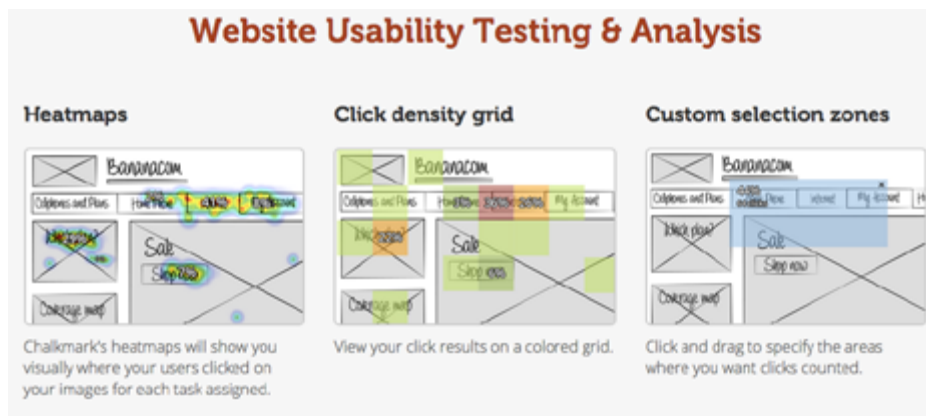 Website Usability Testing & Analysis
Heatmaps
Click density grid
Custom selection zones
Bananacom
Cellphones and Plans
Sale
Shop now
Coverage map
Bananacom
Cellphones and Plans
My Account
Sale
Shop
Coverage map
Bananacom
Cellphones and Plans
Internet
My Account
Which plan?
Sale
Shop now
Coverage map
Chalkmark's heatmaps will show you
visually where your users clicked on
your images for each task assigned.
View your click results on a colored grid.
Click and drag to specify the areas
where you want clicks counted.